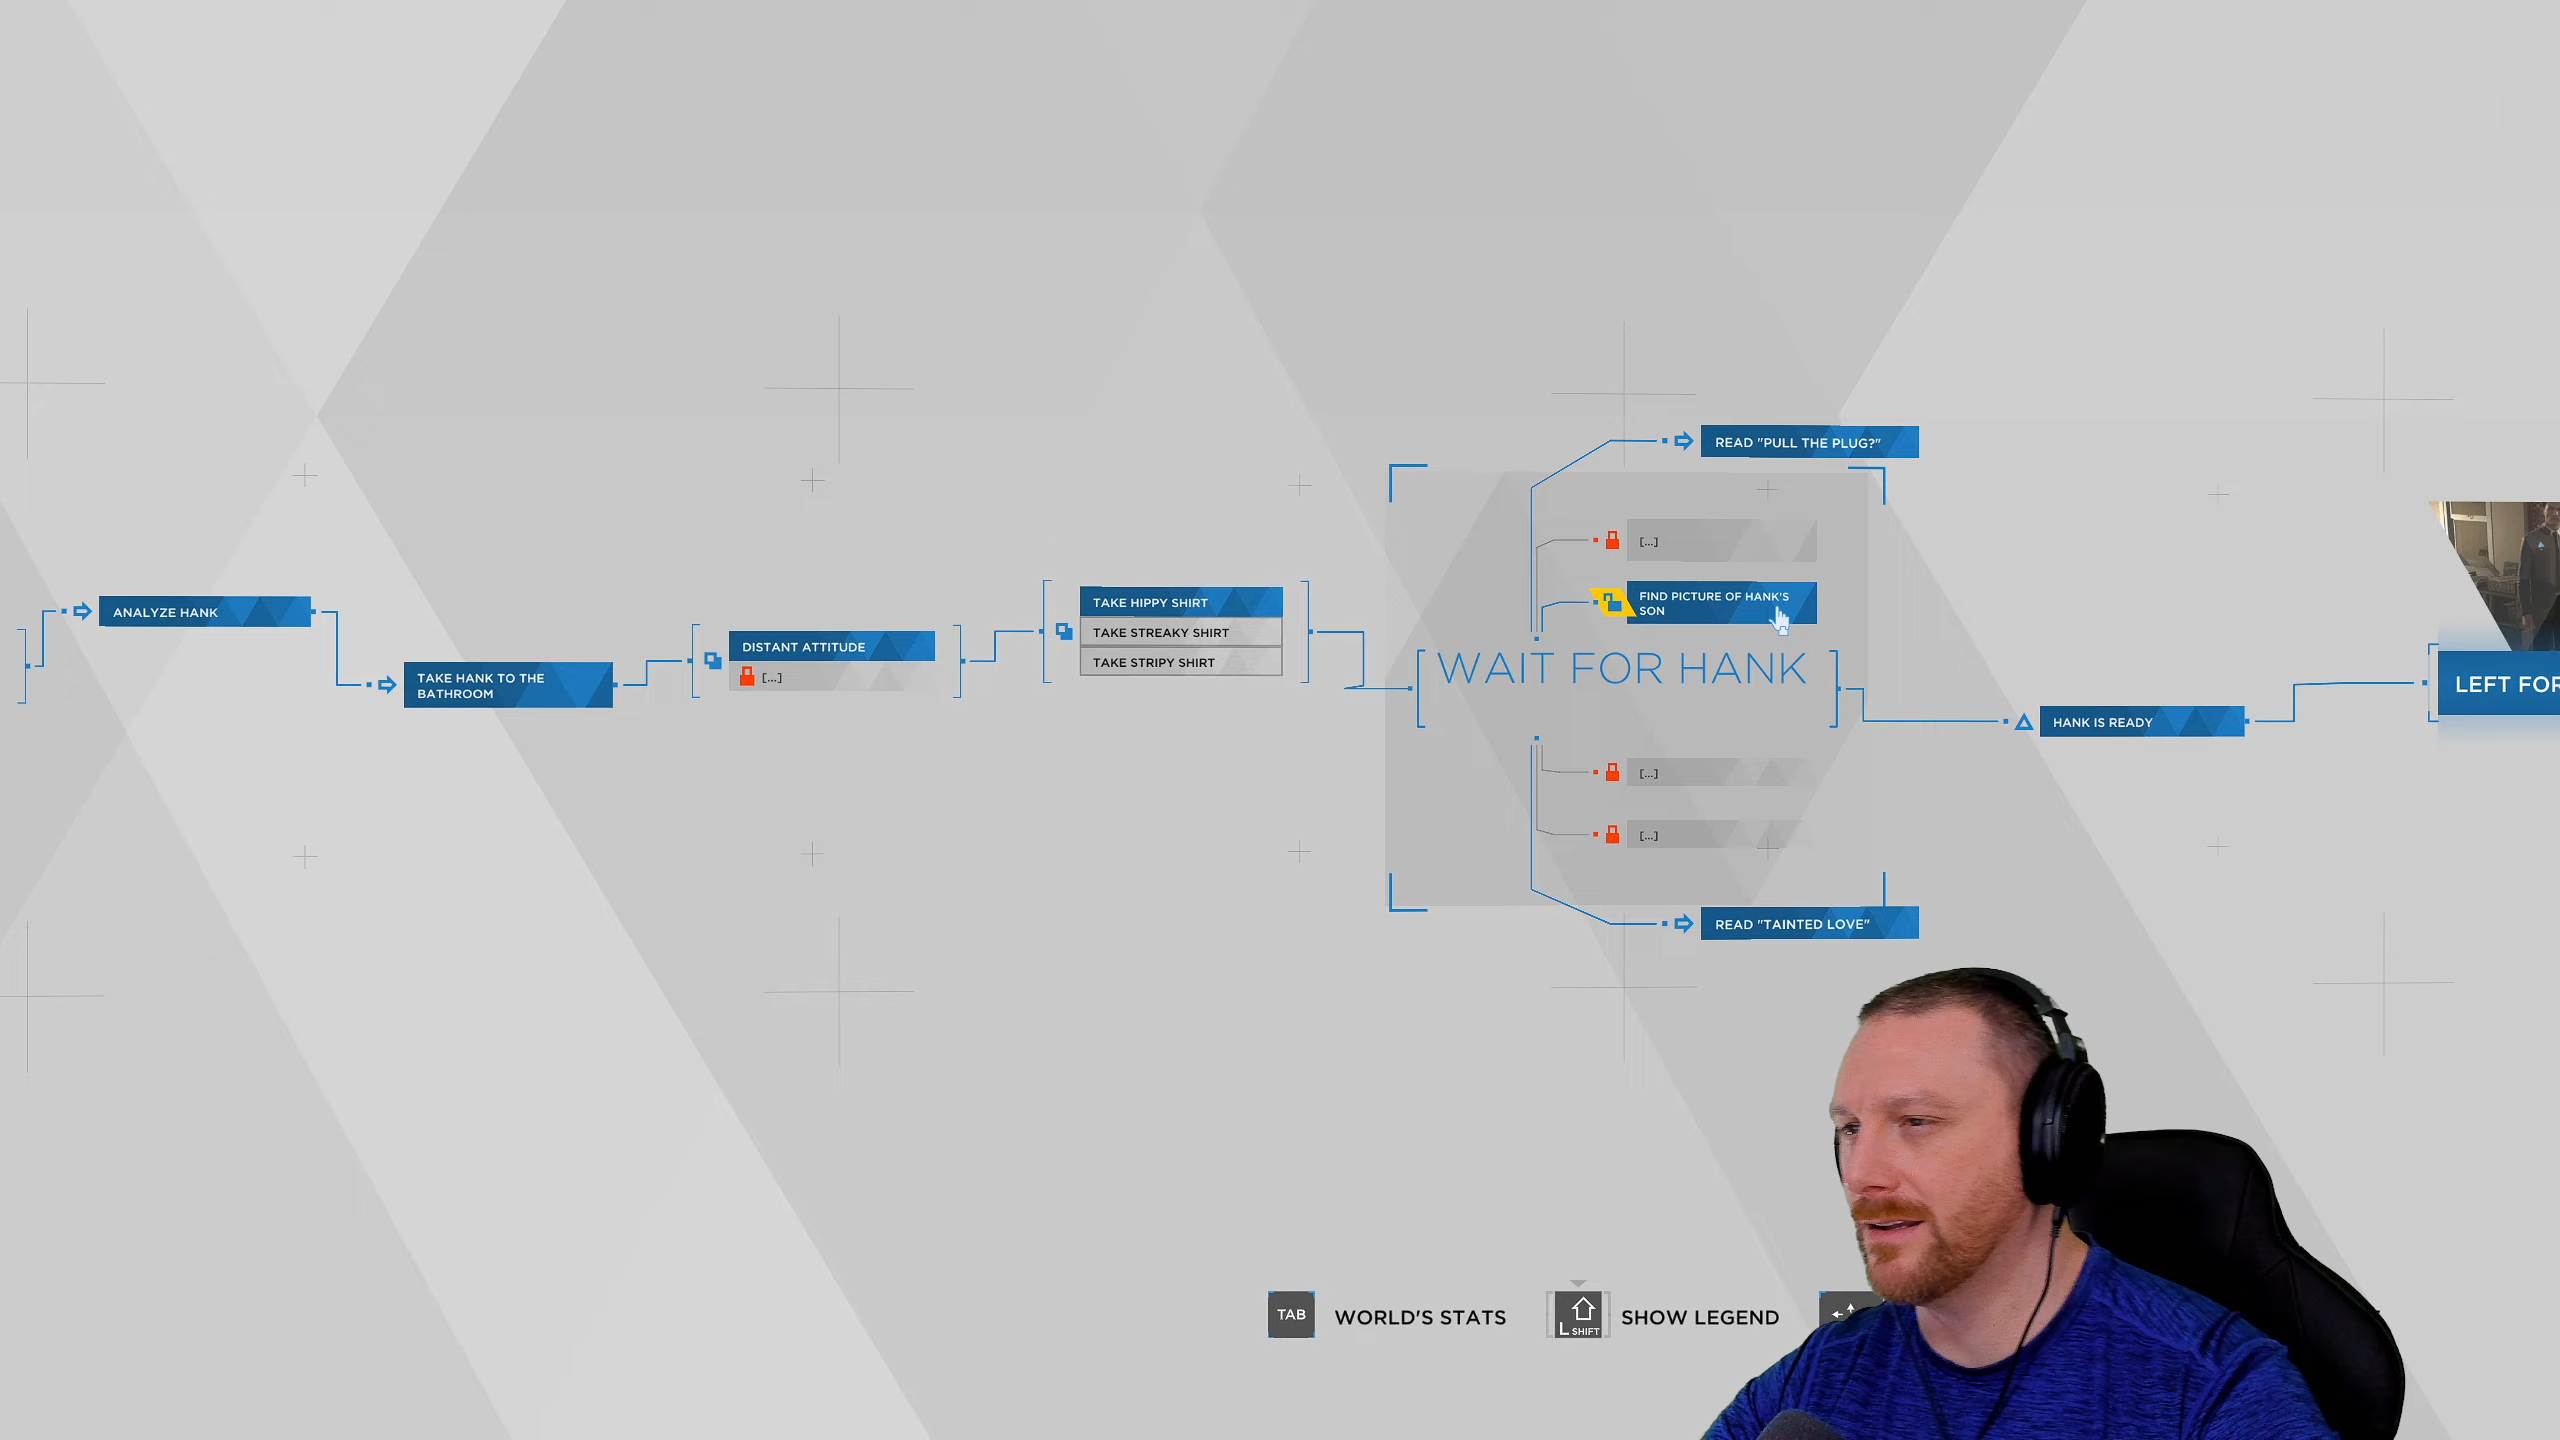 ANALYZE HANK
TAKE HANK TO THE
BATHROOM
DISTANT ATTITUDE
[...]
TAKE HIPPY SHIRT
TAKE STREAKY SHIRT
TAKE STRIPY SHIRT
READ "PULL THE PLUG?"
[...]
FIND PICTURE OF HANK'S
SON
WAIT FOR HANK
[...]
[...]
READ "TAINTED LOVE"
HANK IS READY
LEFT FOR
TAB WORLD'S STATS
L SHIFT SHOW LEGEND